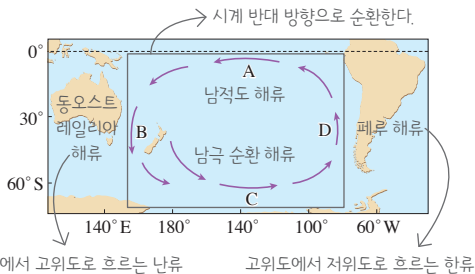 시계 반대 방향으로 순환한다.
0°
A
남적도 해류
동오스트
레일리아
해류
30°
B
D
페루 해류
남극 순환 해류
60°S
C
140°E
180°
140°
100°
60°W
에서 고위도로 흐르는 난류
고위도에서 저위도로 흐르는 한류